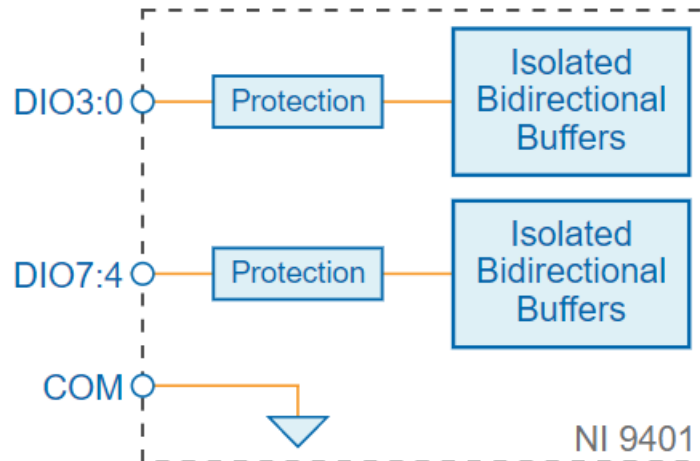 DIO3:0
Protection
Isolated
Bidirectional
Buffers
DIO7:4
Protection
Isolated
Bidirectional
Buffers
COM
NI 9401